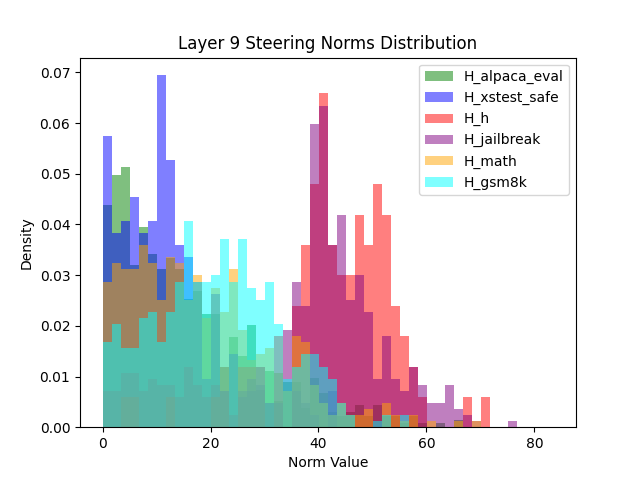 Layer 9 Steering Norms Distribution
H_alpaca_eval
H_xstest_safe
H_h
H_jailbreak
H_math
H_gsm8k
0.07
0.06
0.05
0.04
0.03
0.02
0.01
0.00
Density
0
20
40
60
80
Norm Value